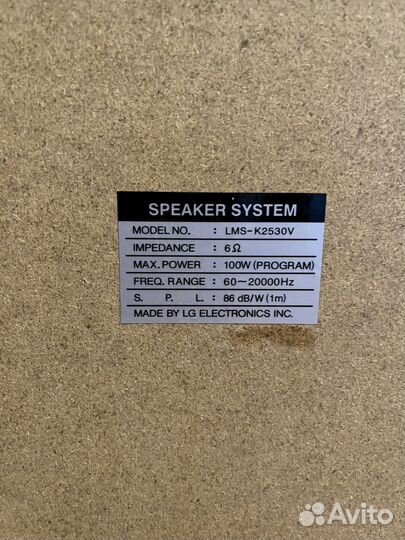 SPEAKER SYSTEM
MODEL NO. : LMS-K2530V
IMPEDANCE : 6Ω
MAX. POWER : 100W (PROGRAM)
FREQ. RANGE : 60~20000Hz
S. P. L. : 86 dB/W (1m)
MADE BY LG ELECTRONICS INC.
Avito